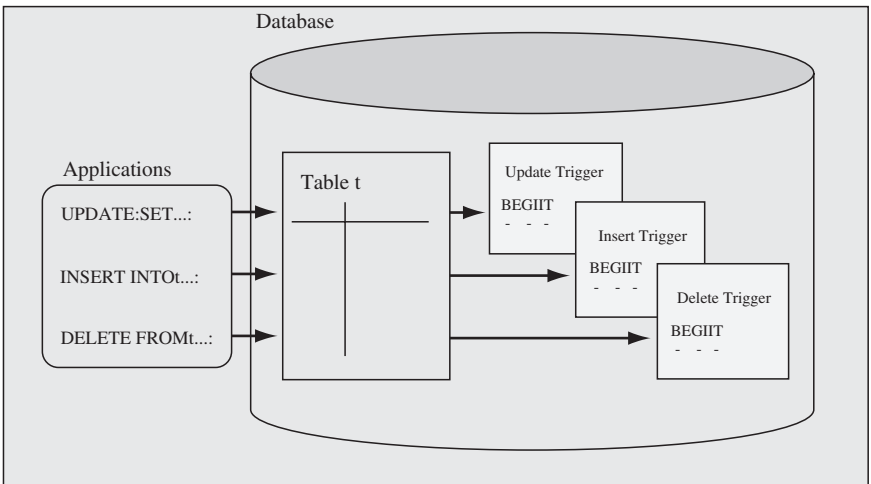 Database
Applications
UPDATE:SET...:
INSERT INTOt...:
DELETE FROMt...:
Table t
Update Trigger
BEGIIT
- - -
Insert Trigger
BEGIIT
- - -
Delete Trigger
BEGIIT
- - -